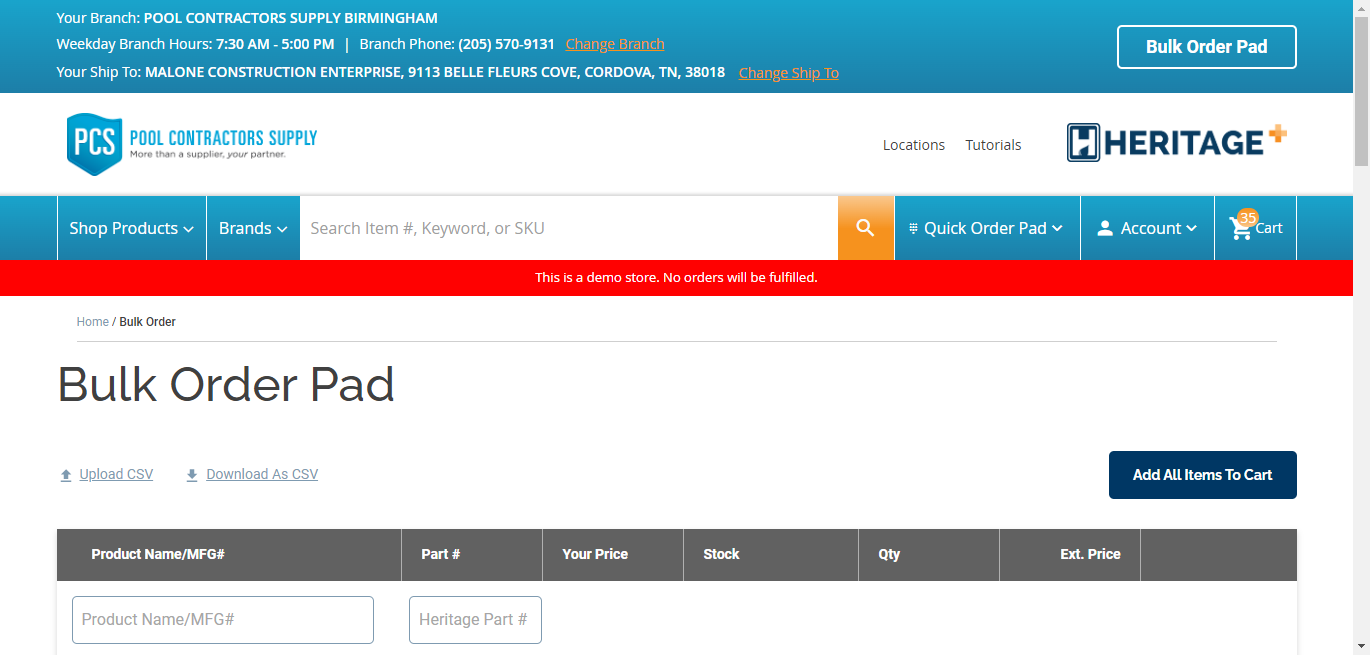 Your Branch: POOL CONTRACTORS SUPPLY BIRMINGHAM
Weekday Branch Hours: 7:30 AM - 5:00 PM | Branch Phone: (205) 570-9131 Change Branch
Your Ship To: MALONE CONSTRUCTION ENTERPRISE, 9113 BELLE FLEURS COVE, CORDOVA, TN, 38018 Change Ship To
Bulk Order Pad
PCS POOL CONTRACTORS SUPPLY
More than a supplier, your partner.
Locations Tutorials
H HERITAGE+
Shop Products Brands Search Item #, Keyword, or SKU Quick Order Pad Account 35 Cart
This is a demo store. No orders will be fulfilled.
Home / Bulk Order
Bulk Order Pad
Upload CSV Download As CSV Add All Items To Cart
Product Name/MFG# Part # Your Price Stock Qty Ext. Price
Product Name/MFG# Heritage Part #